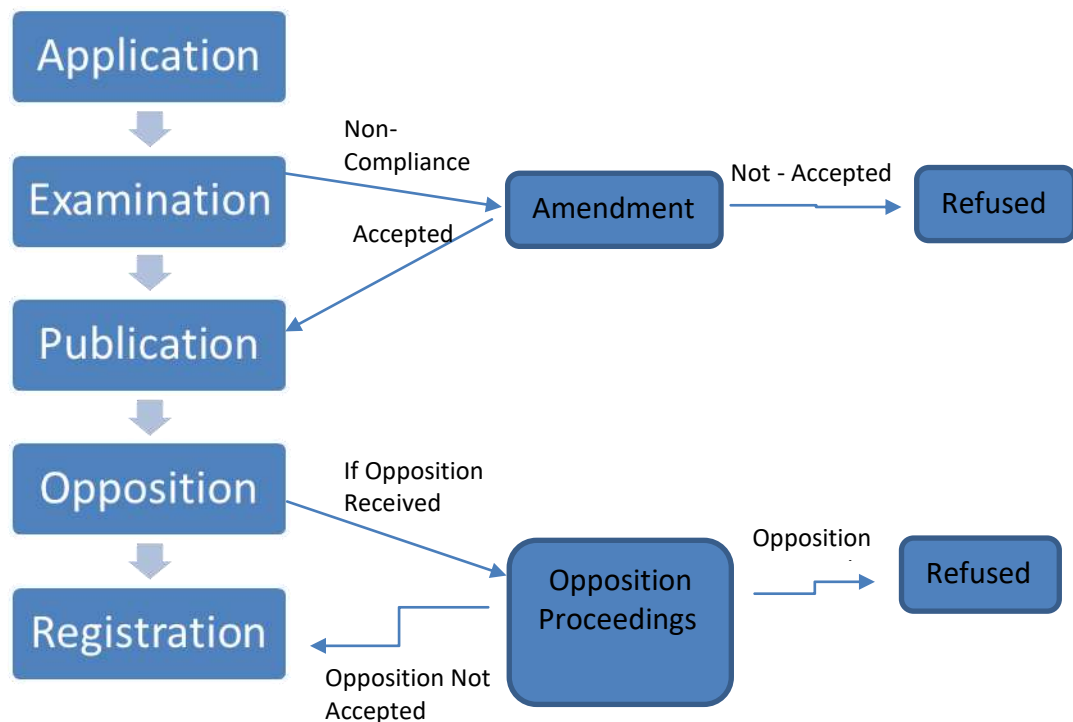 Application
Non-
Compliance
Examination
Amendment
Not - Accepted
Refused
Accepted
Publication
Opposition
If Opposition
Received
Opposition
Proceedings
Opposition
Refused
Registration
Opposition Not
Accepted